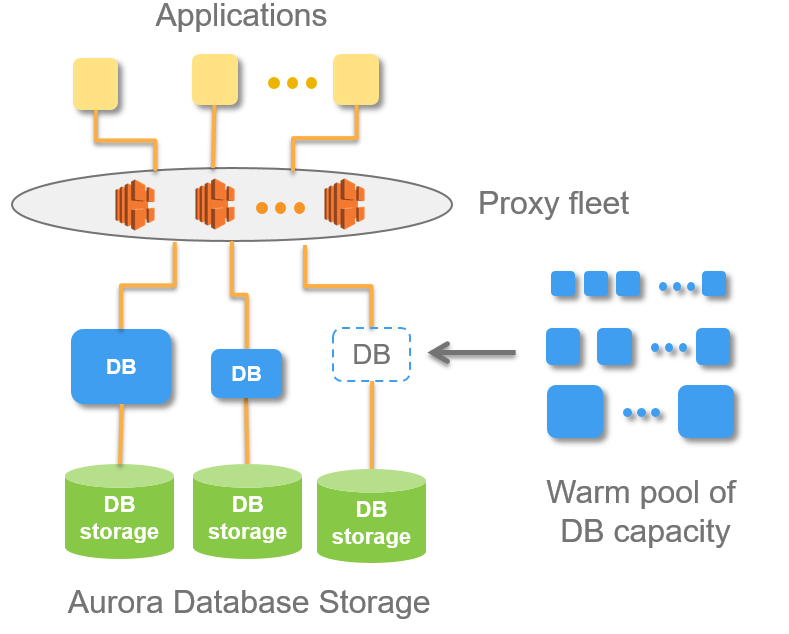 Applications
Proxy fleet
DB
DB
DB
DB
storage
DB
storage
DB
storage
Warm pool of
DB capacity
Aurora Database Storage